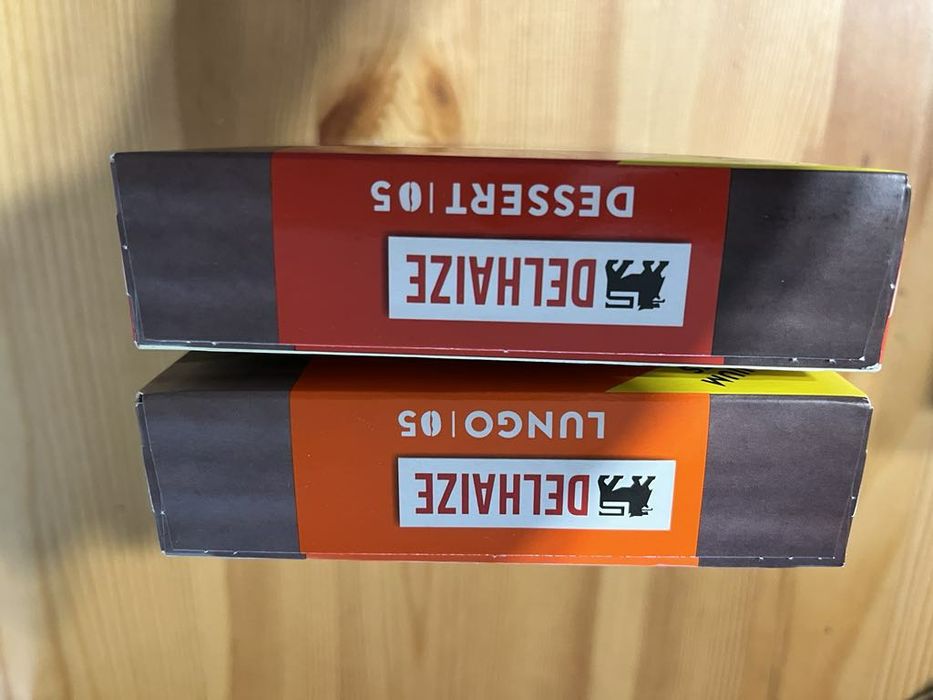 DELHAIZE
LUNGO | 05
DELHAIZE
DESSERT | 05